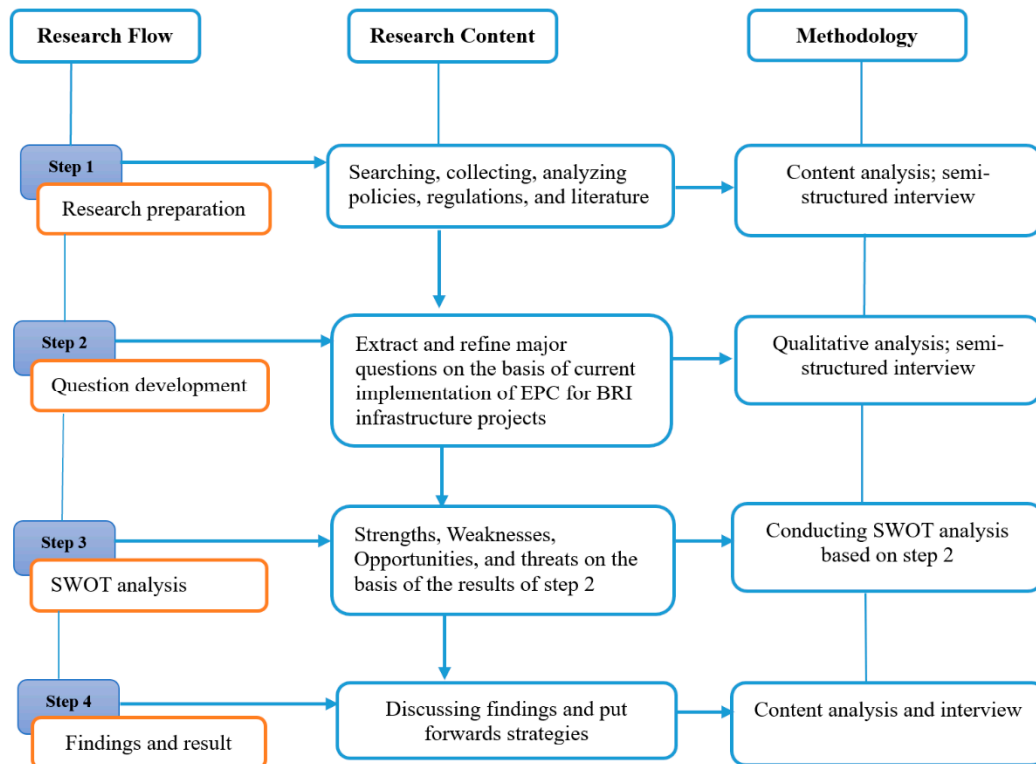 Research Flow
Research Content
Methodology
Step 1
Research preparation
Searching, collecting, analyzing
policies, regulations, and literature
Content analysis; semi-
structured interview
Step 2
Question development
Extract and refine major
questions on the basis of current
implementation of EPC for BRI
infrastructure projects
Qualitative analysis; semi-
structured interview
Step 3
SWOT analysis
Strengths, Weaknesses,
Opportunities, and threats on the
basis of the results of step 2
Conducting SWOT analysis
based on step 2
Step 4
Findings and result
Discussing findings and put
forwards strategies
Content analysis and interview